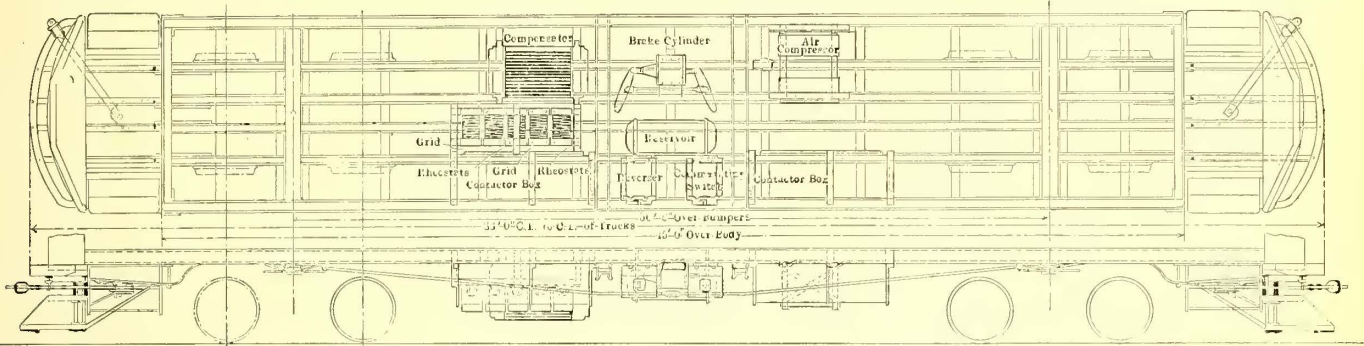 Compensator
Brake Cylinder
Air
Compressor
Grid
Reservoir
Rheostats
Grid
Rheostats
Contactor Box
Reverser
Switch
Contactor Box
Over Bumpers
33'-0" C.L. to C.L. of Trucks
Over Body